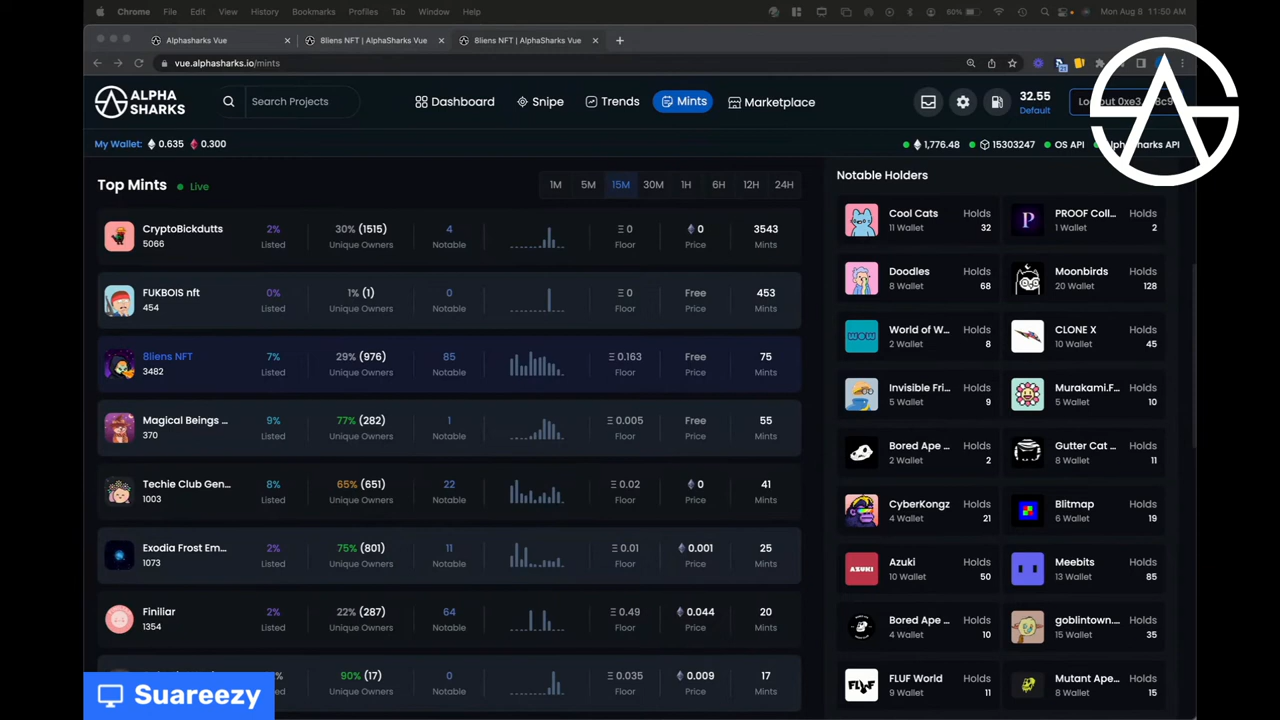 Chrome File Edit View History Bookmarks Profiles Tab Window Help 60% Mon Aug 8 11:50 AM
Alphasharks Vue
8liens NFT | AlphaSharks Vue
8liens NFT | AlphaSharks Vue
vue.alphasharks.io/mints
ALPHA SHARKS
Search Projects
Dashboard Snipe Trends Mints Marketplace
32.55
Default
My Wallet: 0.635 0.300
1,776.48 15303247 OS API
Top Mints Live
1M 5M 15M 30M 1H 6H 12H 24H
CryptoBickdutts 2% 30% (1515) 4 Ξ 0 0 3543
5066 Listed Unique Owners Notable Floor Price Mints
FUKBOIS nft 0% 1% (1) 0 Ξ 0 Free 453
454 Listed Unique Owners Notable Floor Price Mints
8liens NFT 7% 29% (976) 85 Ξ 0.163 Free 75
3482 Listed Unique Owners Notable Floor Price Mints
Magical Beings ... 9% 77% (282) 1 Ξ 0.005 Free 55
370 Listed Unique Owners Notable Floor Price Mints
Techie Club Gen... 8% 65% (651) 22 Ξ 0.02 0 41
1003 Listed Unique Owners Notable Floor Price Mints
Exodia Frost Em... 2% 75% (801) 11 Ξ 0.01 0.001 25
1073 Listed Unique Owners Notable Floor Price Mints
Finiliar 2% 22% (287) 64 Ξ 0.49 0.044 20
1354 Listed Unique Owners Notable Floor Price Mints
90% (17) 0 Ξ 0.035 0.009 17
Unique Owners Notable Floor Price Mints
Notable Holders
Cool Cats Holds PROOF Coll... Holds
11 Wallet 32 1 Wallet 2
Doodles Holds Moonbirds Holds
8 Wallet 68 20 Wallet 128
World of W... Holds CLONE X Holds
2 Wallet 8 10 Wallet 45
Invisible Fri... Holds Murakami.F... Holds
5 Wallet 9 5 Wallet 10
Bored Ape ... Holds Gutter Cat ... Holds
2 Wallet 2 8 Wallet 11
CyberKongz Holds Blitmap Holds
4 Wallet 21 6 Wallet 19
AZUKI
Azuki Holds Meebits Holds
10 Wallet 50 13 Wallet 85
Bored Ape ... Holds goblintown.... Holds
4 Wallet 10 15 Wallet 35
FLUF
FLUF World Holds Mutant Ape... Holds
9 Wallet 11 8 Wallet 15
Suareezy